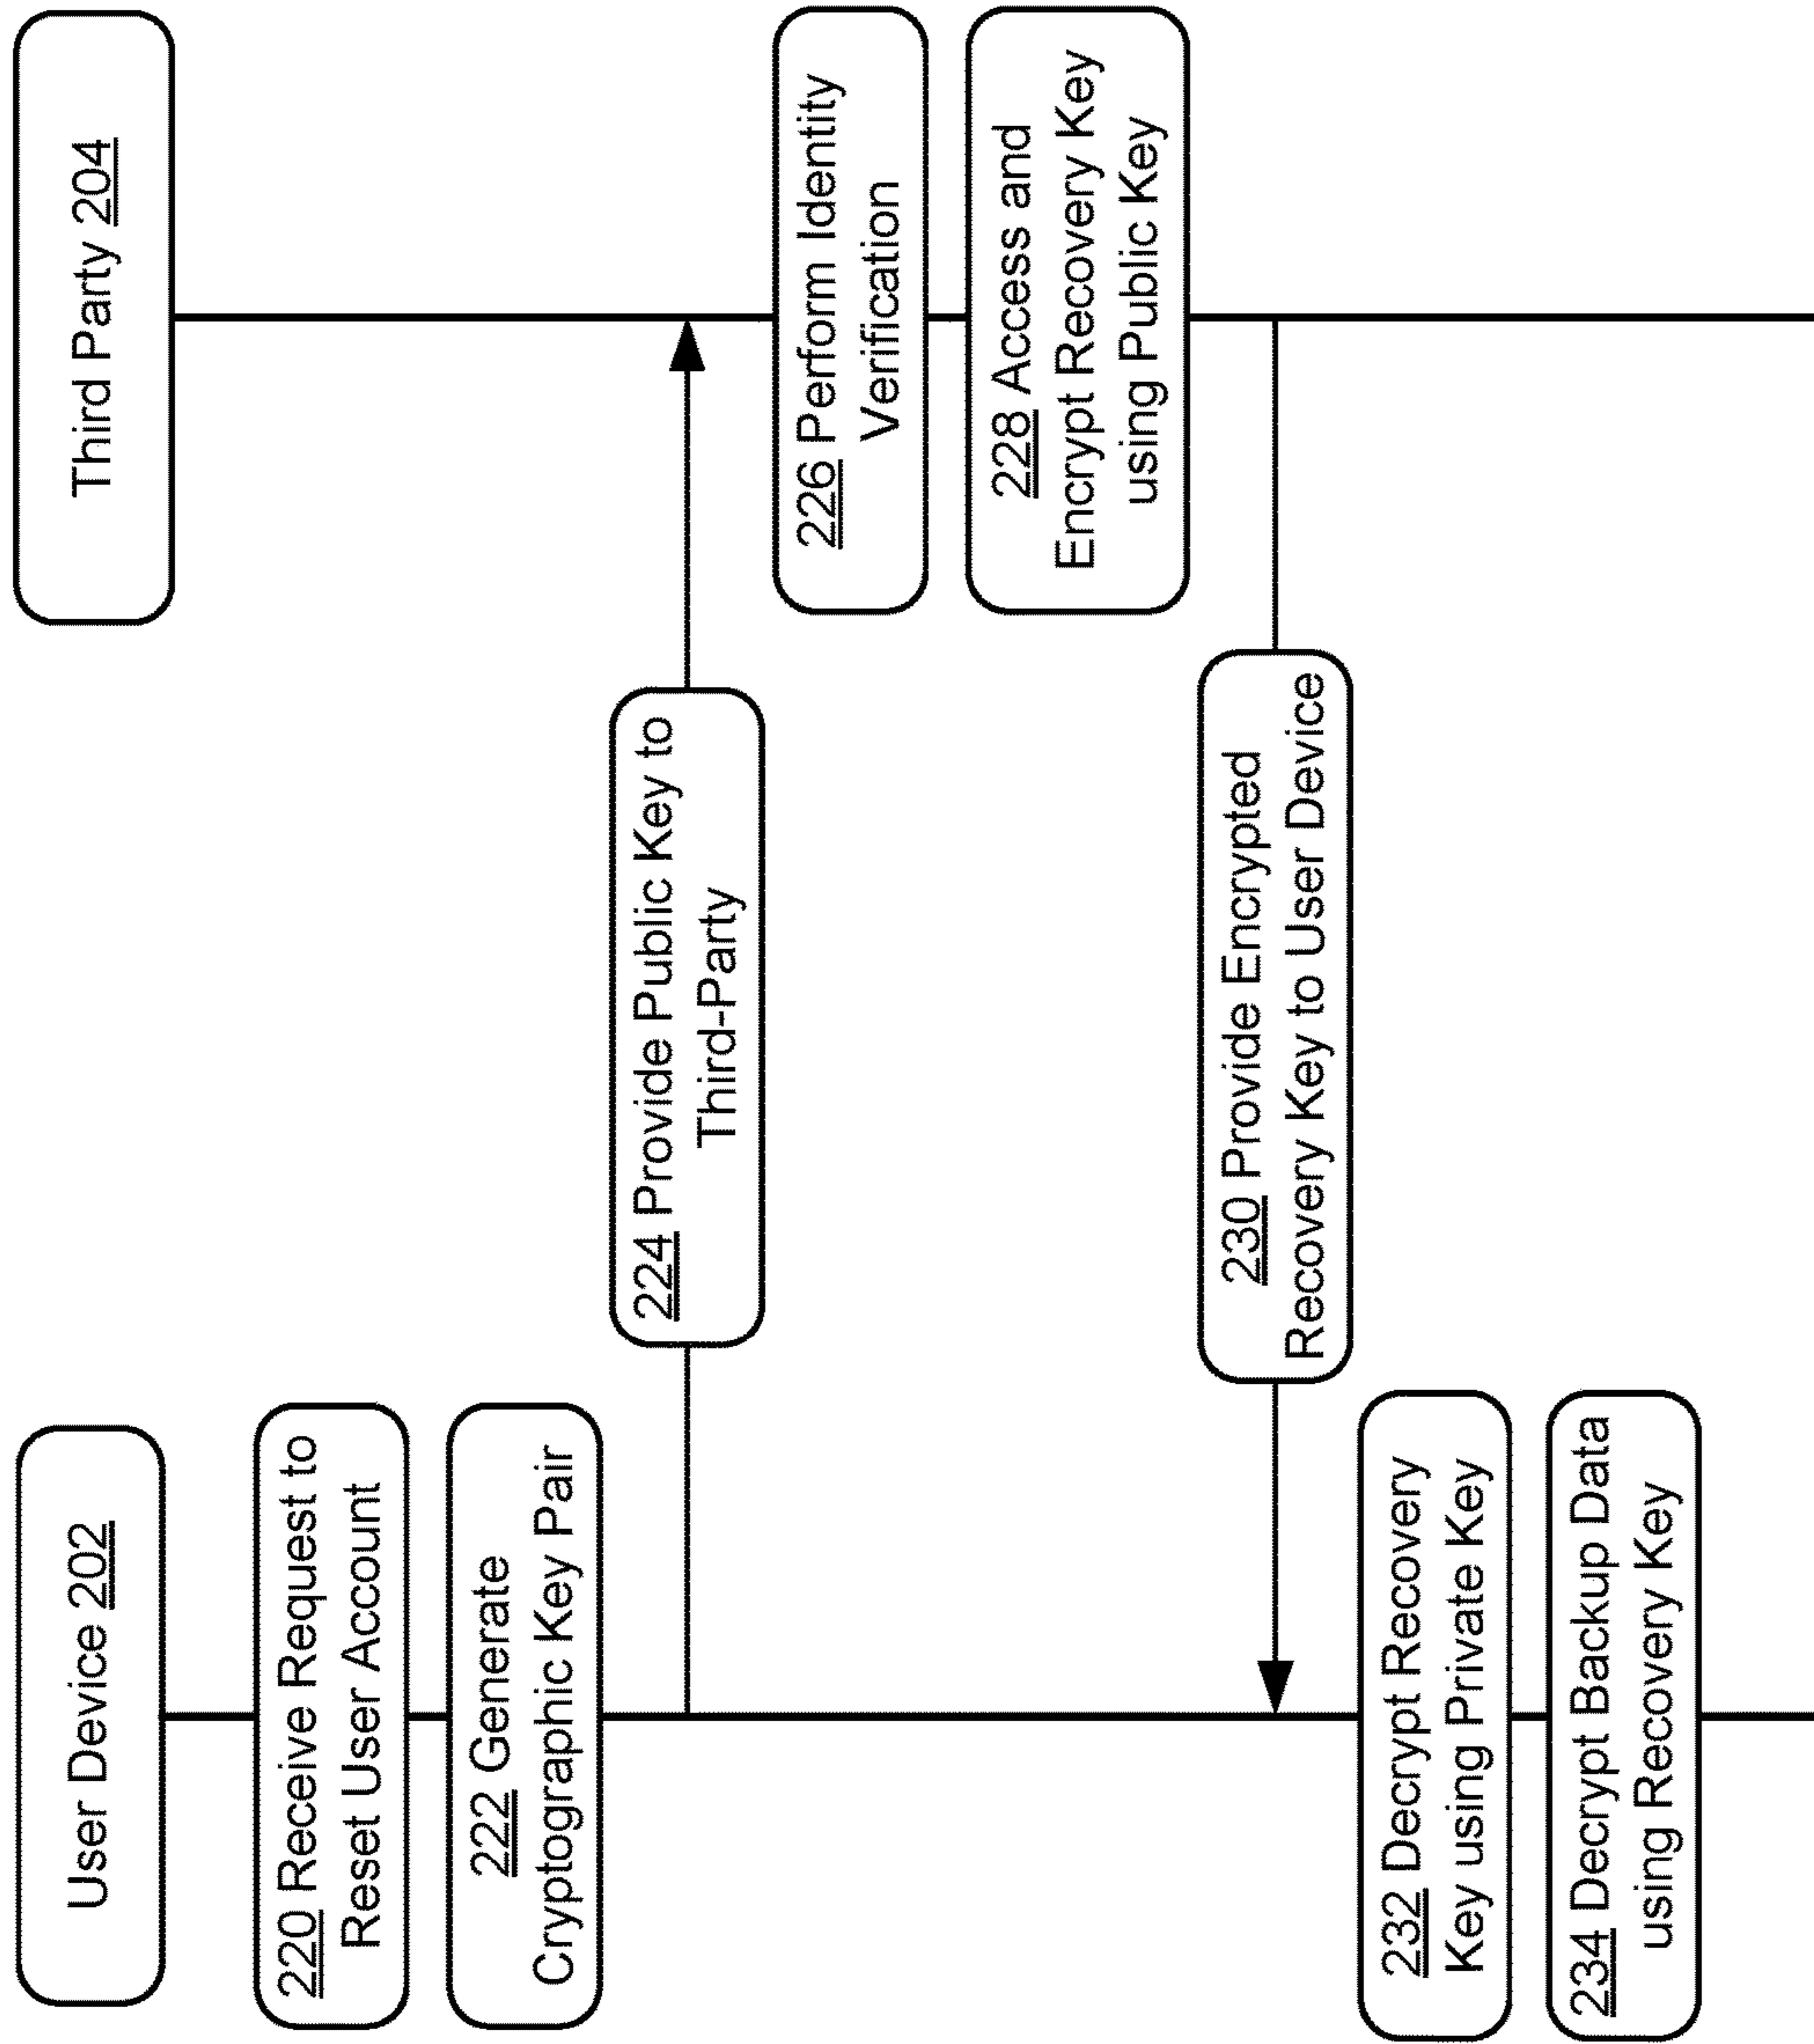 User Device 202
Third Party 204
220 Receive Request to
Reset User Account
222 Generate
Cryptographic Key Pair
224 Provide Public Key to
Third-Party
226 Perform Identity
Verification
228 Access and
Encrypt Recovery Key
using Public Key
230 Provide Encrypted
Recovery Key to User Device
232 Decrypt Recovery
Key using Private Key
234 Decrypt Backup Data
using Recovery Key